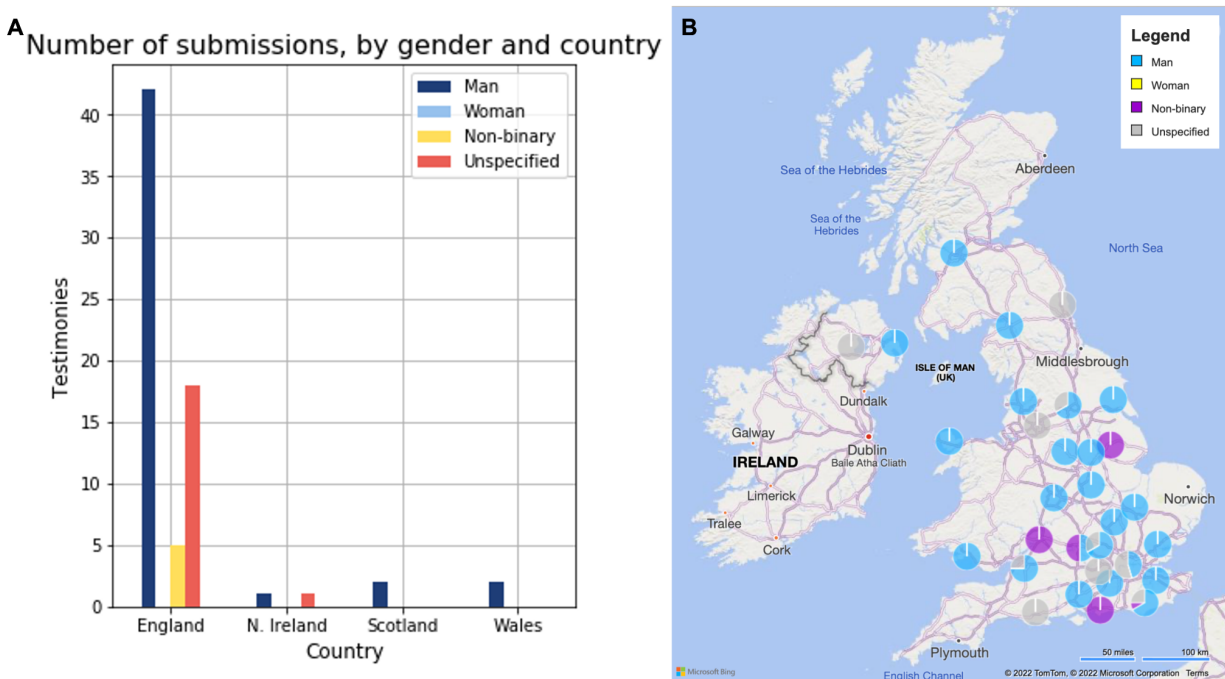 A
Number of submissions, by gender and country
Man
Woman
Non-binary
Unspecified
40
35
30
25
20
15
10
5
0
Testimonies
England
N. Ireland
Scotland
Wales
Country
B
Legend
Man
Woman
Non-binary
Unspecified
Aberdeen
Sea of the Hebrides
Sea of the
Hebrides
North Sea
Middlesbrough
ISLE OF MAN
(UK)
Dundalk
Galway
Dublin
Baile Atha Cliath
IRELAND
Limerick
Norwich
Tralee
Cork
Plymouth
50 miles
100 km
Microsoft Bing
© 2022 TomTom, © 2022 Microsoft Corporation Terms
English Channel